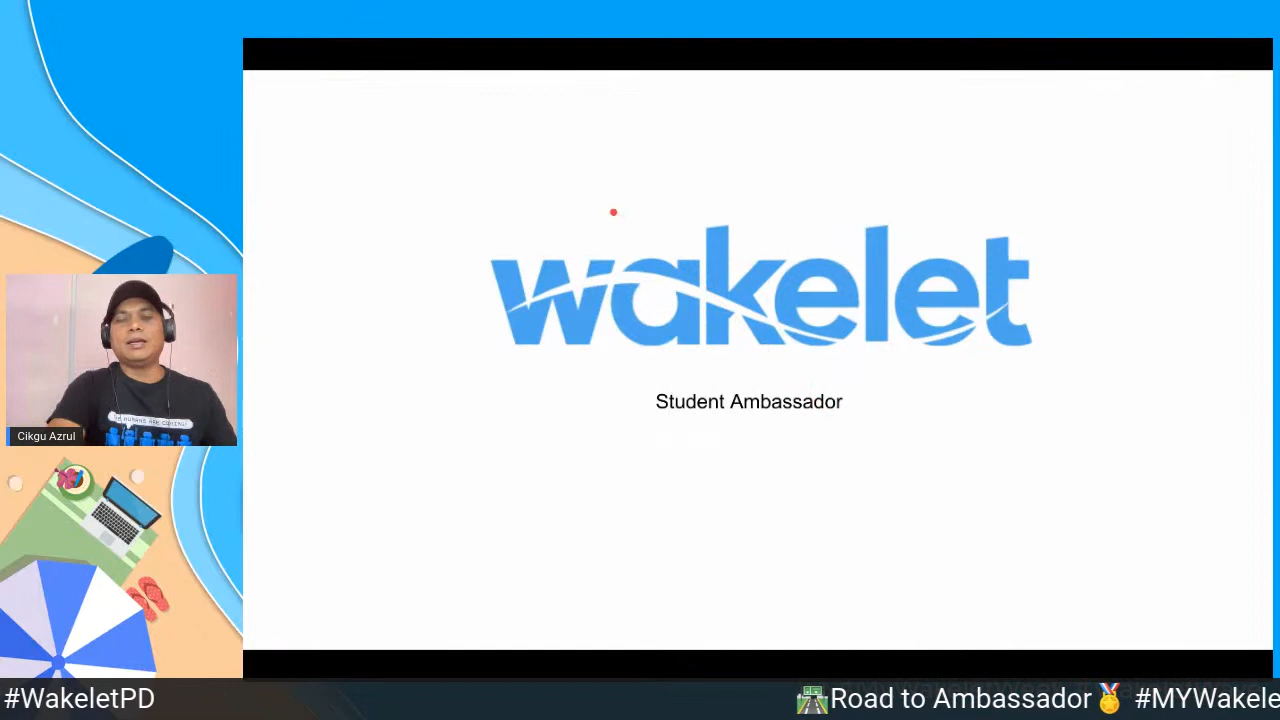 wakelet
Student Ambassador
Cikgu Azrul
#WakeletPD
Road to Ambassador
#MYWakele